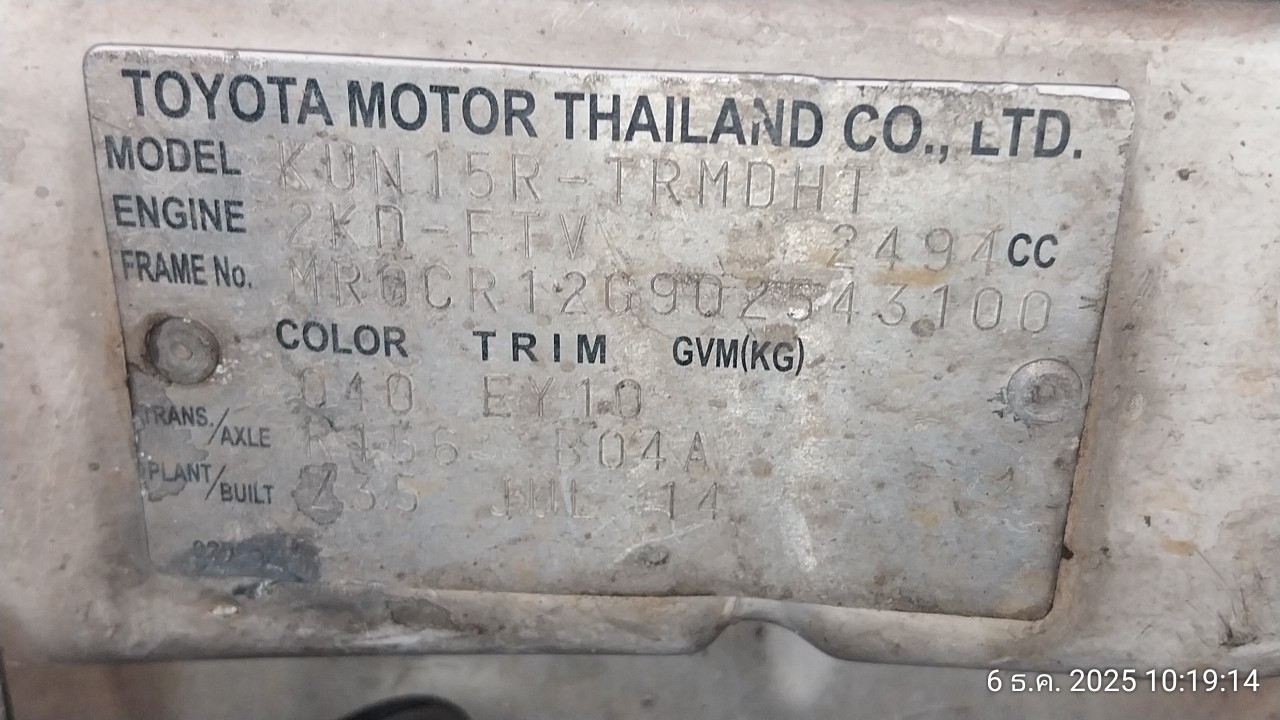 TOYOTA MOTOR THAILAND CO., LTD.
MODEL KUN15R-TRMDHT
ENGINE 2KD-FTV 2494 CC
FRAME No. MR0CR12G902543100
COLOR TRIM GVM(KG)
040 EY10 -
TRANS./AXLE R156 B04A
PLANT/BUILT Z35 JUL 14
6 ธ.ค. 2025 10:19:14